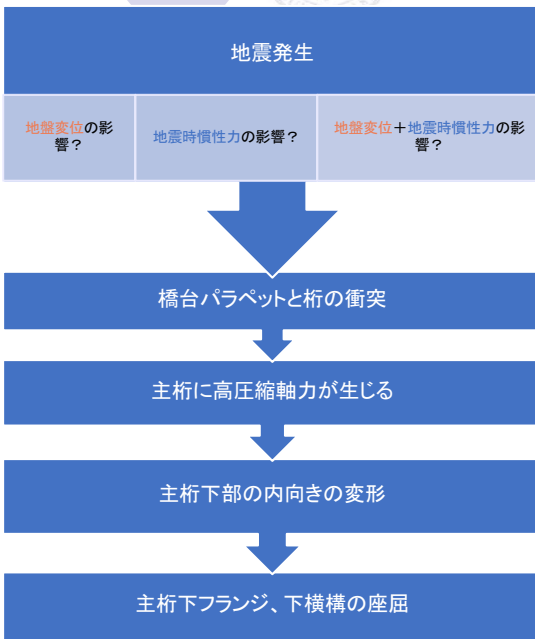 地震発生
地盤変位の影
響？
地震時慣性力の影響？
地盤変位＋地震時慣性力の影
響？
橋台パラペットと桁の衝突
主桁に高圧縮軸力が生じる
主桁下部の内向きの変形
主桁下フランジ、下横構の座屈